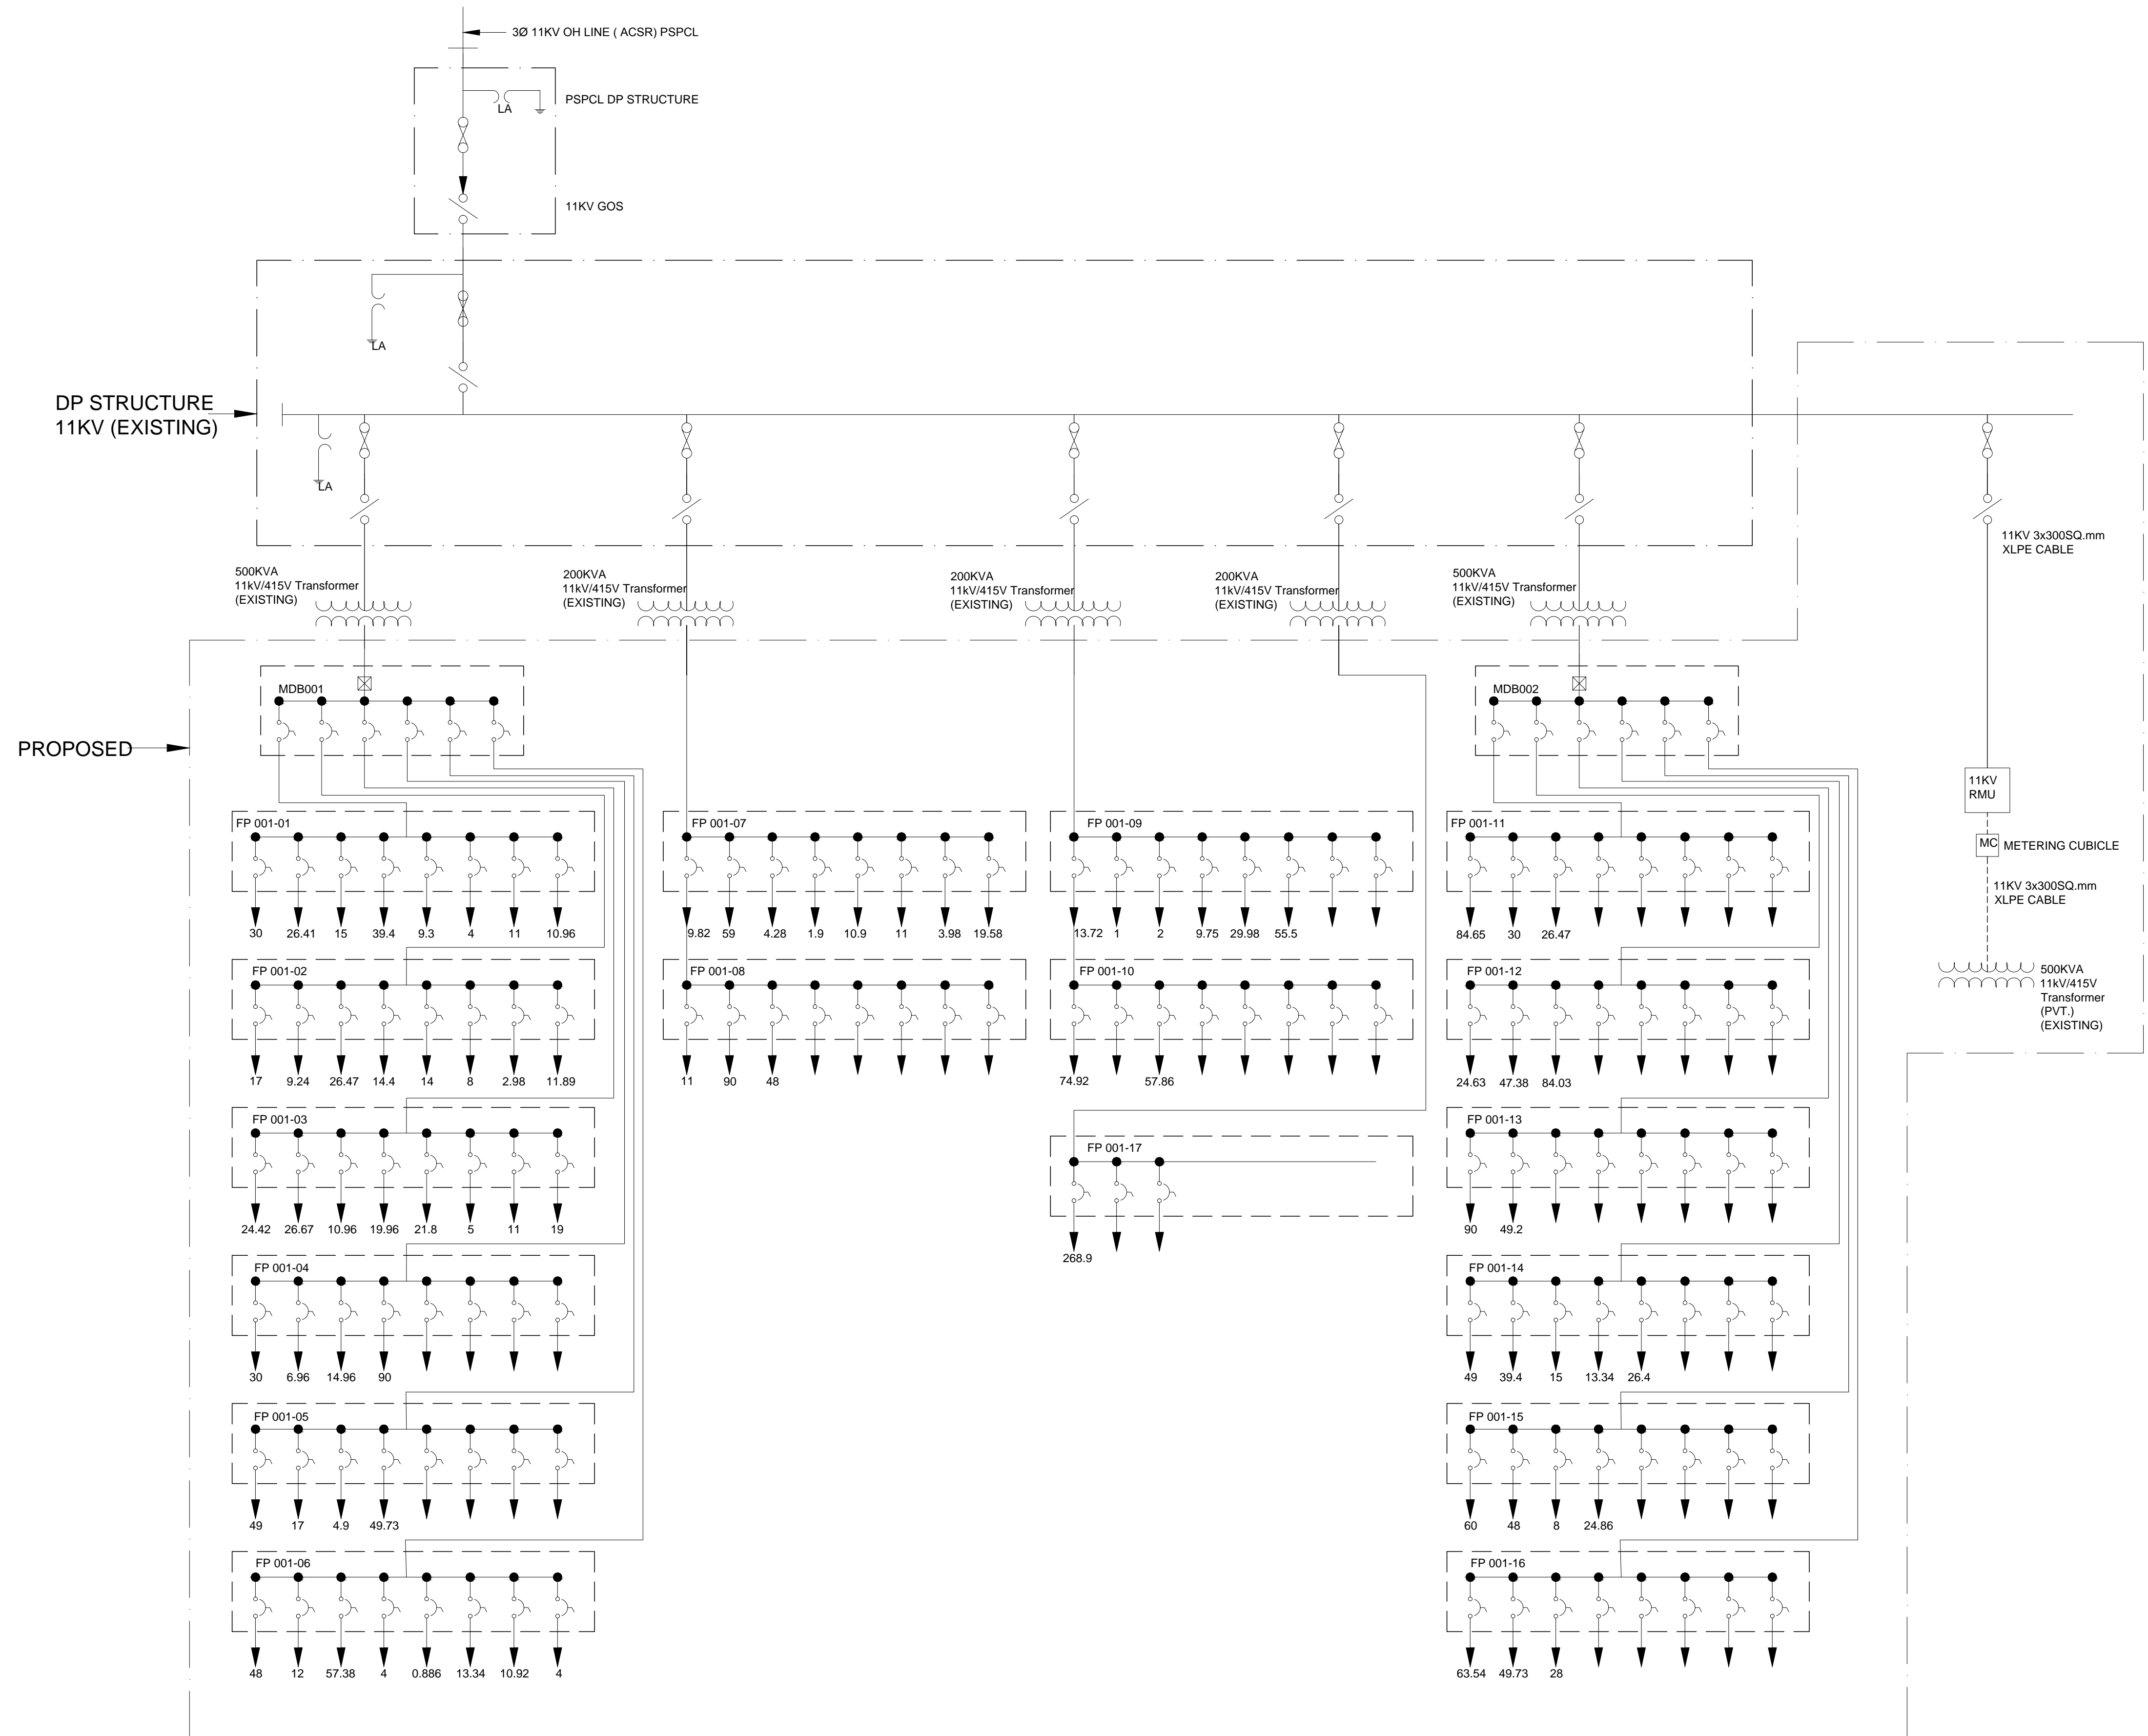 3Ø 11KV OH LINE ( ACSR) PSPCL
PSPCL DP STRUCTURE
LA
11KV GOS
LA
DP STRUCTURE
11KV (EXISTING)
LA
500KVA
11kV/415V Transformer
(EXISTING)
200KVA
11kV/415V Transformer
(EXISTING)
200KVA
11kV/415V Transformer
(EXISTING)
200KVA
11kV/415V Transformer
(EXISTING)
500KVA
11kV/415V Transformer
(EXISTING)
11KV 3x300SQ.mm
XLPE CABLE
PROPOSED
MDB001
MDB002
11KV
RMU
MC
METERING CUBICLE
11KV 3x300SQ.mm
XLPE CABLE
500KVA
11kV/415V
Transformer
(PVT.)
(EXISTING)
FP 001-01
30 26.41 15 39.4 9.3 4 11 10.96
FP 001-07
9.82 59 4.28 1.9 10.9 11 3.98 19.58
FP 001-09
13.72 1 2 9.75 29.98 55.5
FP 001-11
84.65 30 26.47
FP 001-02
17 9.24 26.47 14.4 14 8 2.98 11.89
FP 001-08
11 90 48
FP 001-10
74.92 57.86
FP 001-12
24.63 47.38 84.03
FP 001-03
24.42 26.67 10.96 19.96 21.8 5 11 19
FP 001-17
268.9
FP 001-13
90 49.2
FP 001-04
30 6.96 14.96 90
FP 001-14
49 39.4 15 13.34 26.4
FP 001-05
49 17 4.9 49.73
FP 001-15
60 48 8 24.86
FP 001-06
48 12 57.38 4 0.886 13.34 10.92 4
FP 001-16
63.54 49.73 28